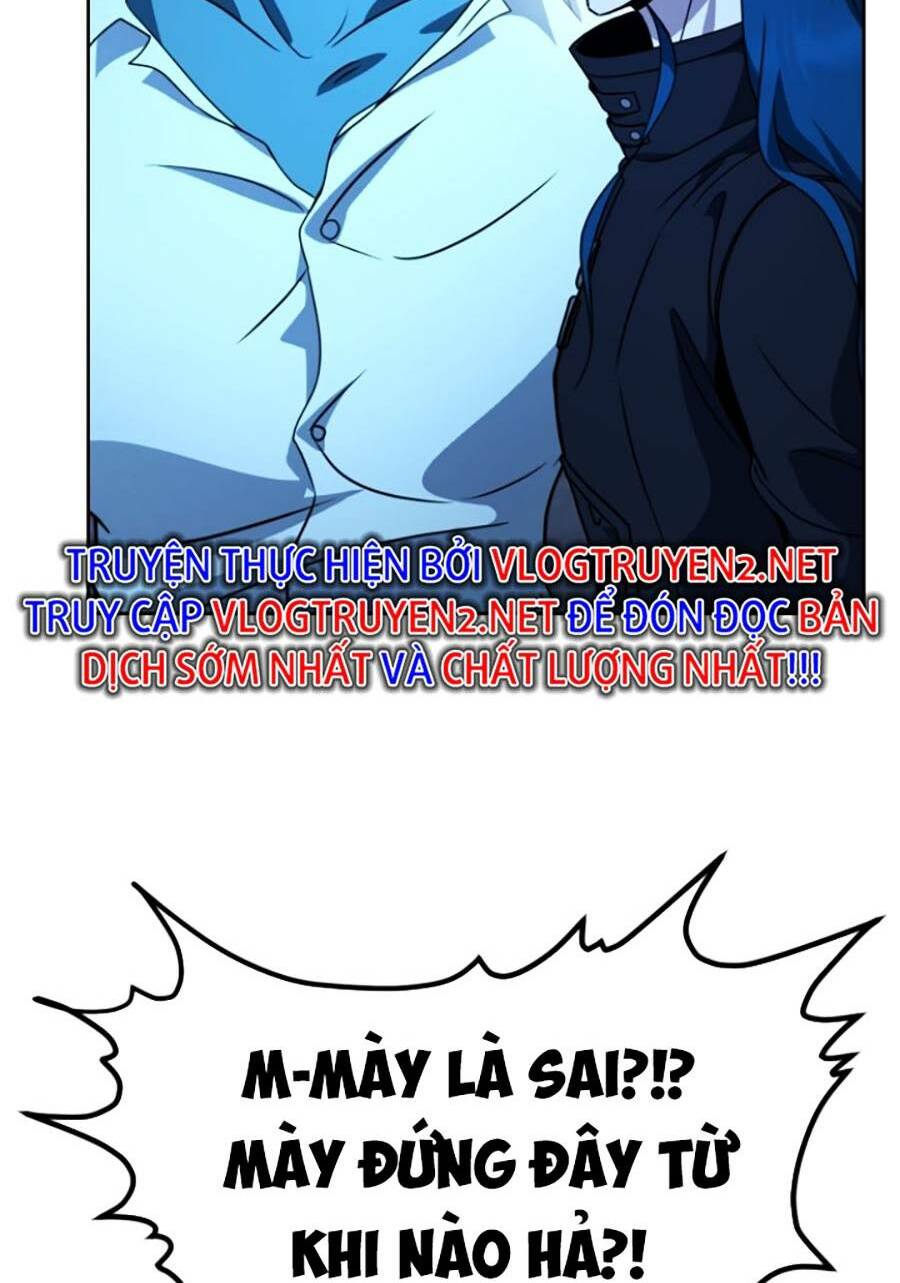 TRUYỆN THỰC HIỆN BỞI VLOGTRUYEN2.NET
TRUY CẬP VLOGTRUYEN2.NET ĐỂ ĐÓN ĐỌC BẢN
DỊCH SỚM NHẤT VÀ CHẤT LƯỢNG NHẤT!!!
M-MÀY LÀ SAI?!?
MÀY ĐỨNG ĐÂY TỪ
KHI NÀO HẢ?!